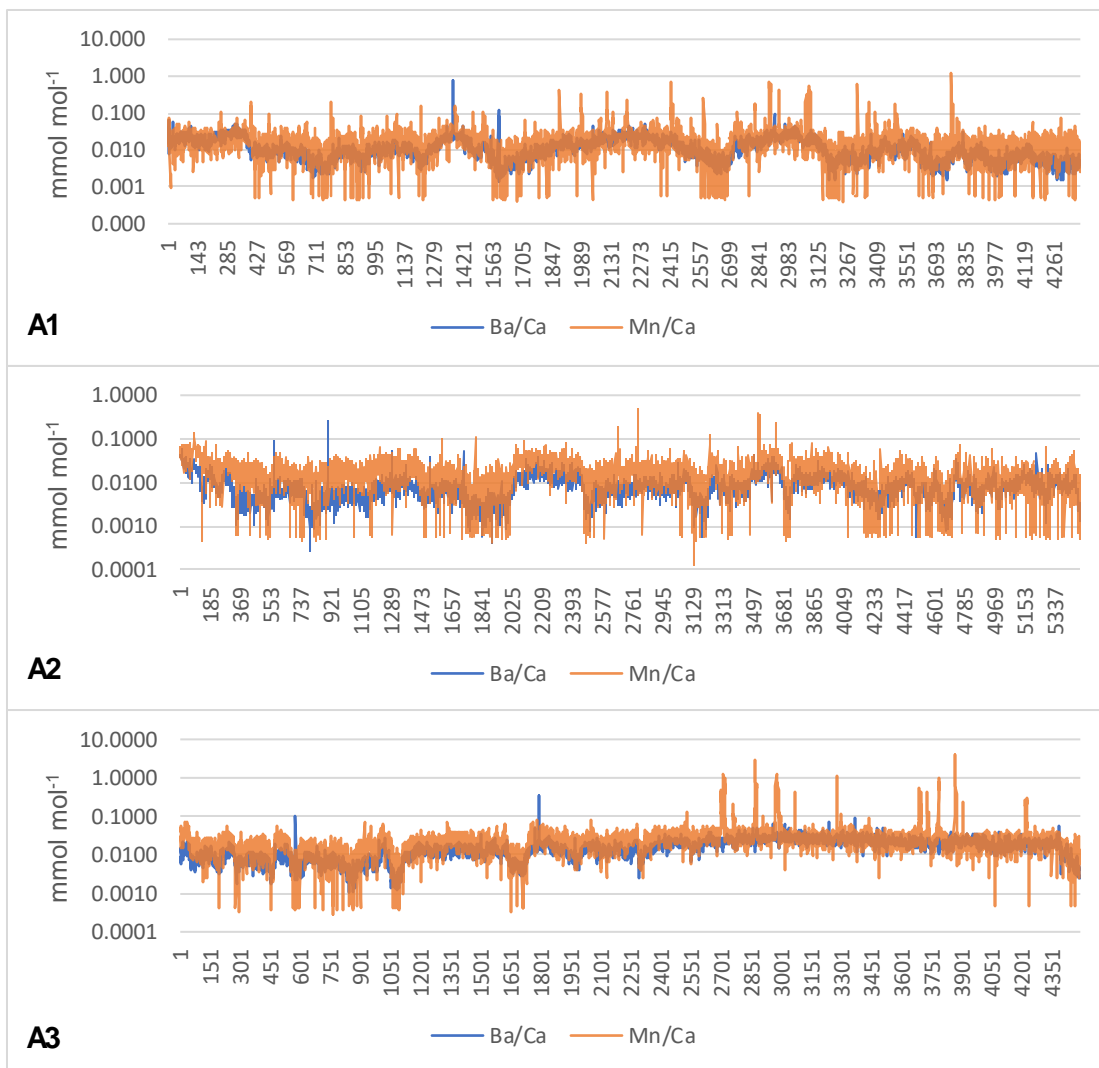 10.000
1.000
0.100
0.010
0.001
0.000
mmol mol-1
1 143 285 427 569 711 853 995 1137 1279 1421 1563 1705 1847 1989 2131 2273 2415 2557 2699 2841 2983 3125 3267 3409 3551 3693 3835 3977 4119 4261
A1
Ba/Ca Mn/Ca
1.0000
0.1000
0.0100
0.0010
0.0001
mmol mol-1
1 185 369 553 737 921 1105 1289 1473 1657 1841 2025 2209 2393 2577 2761 2945 3129 3313 3497 3681 3865 4049 4233 4417 4601 4785 4969 5153 5337
A2
Ba/Ca Mn/Ca
10.0000
1.0000
0.1000
0.0100
0.0010
0.0001
mmol mol-1
1 151 301 451 601 751 901 1051 1201 1351 1501 1651 1801 1951 2101 2251 2401 2551 2701 2851 3001 3151 3301 3451 3601 3751 3901 4051 4201 4351
A3
Ba/Ca Mn/Ca